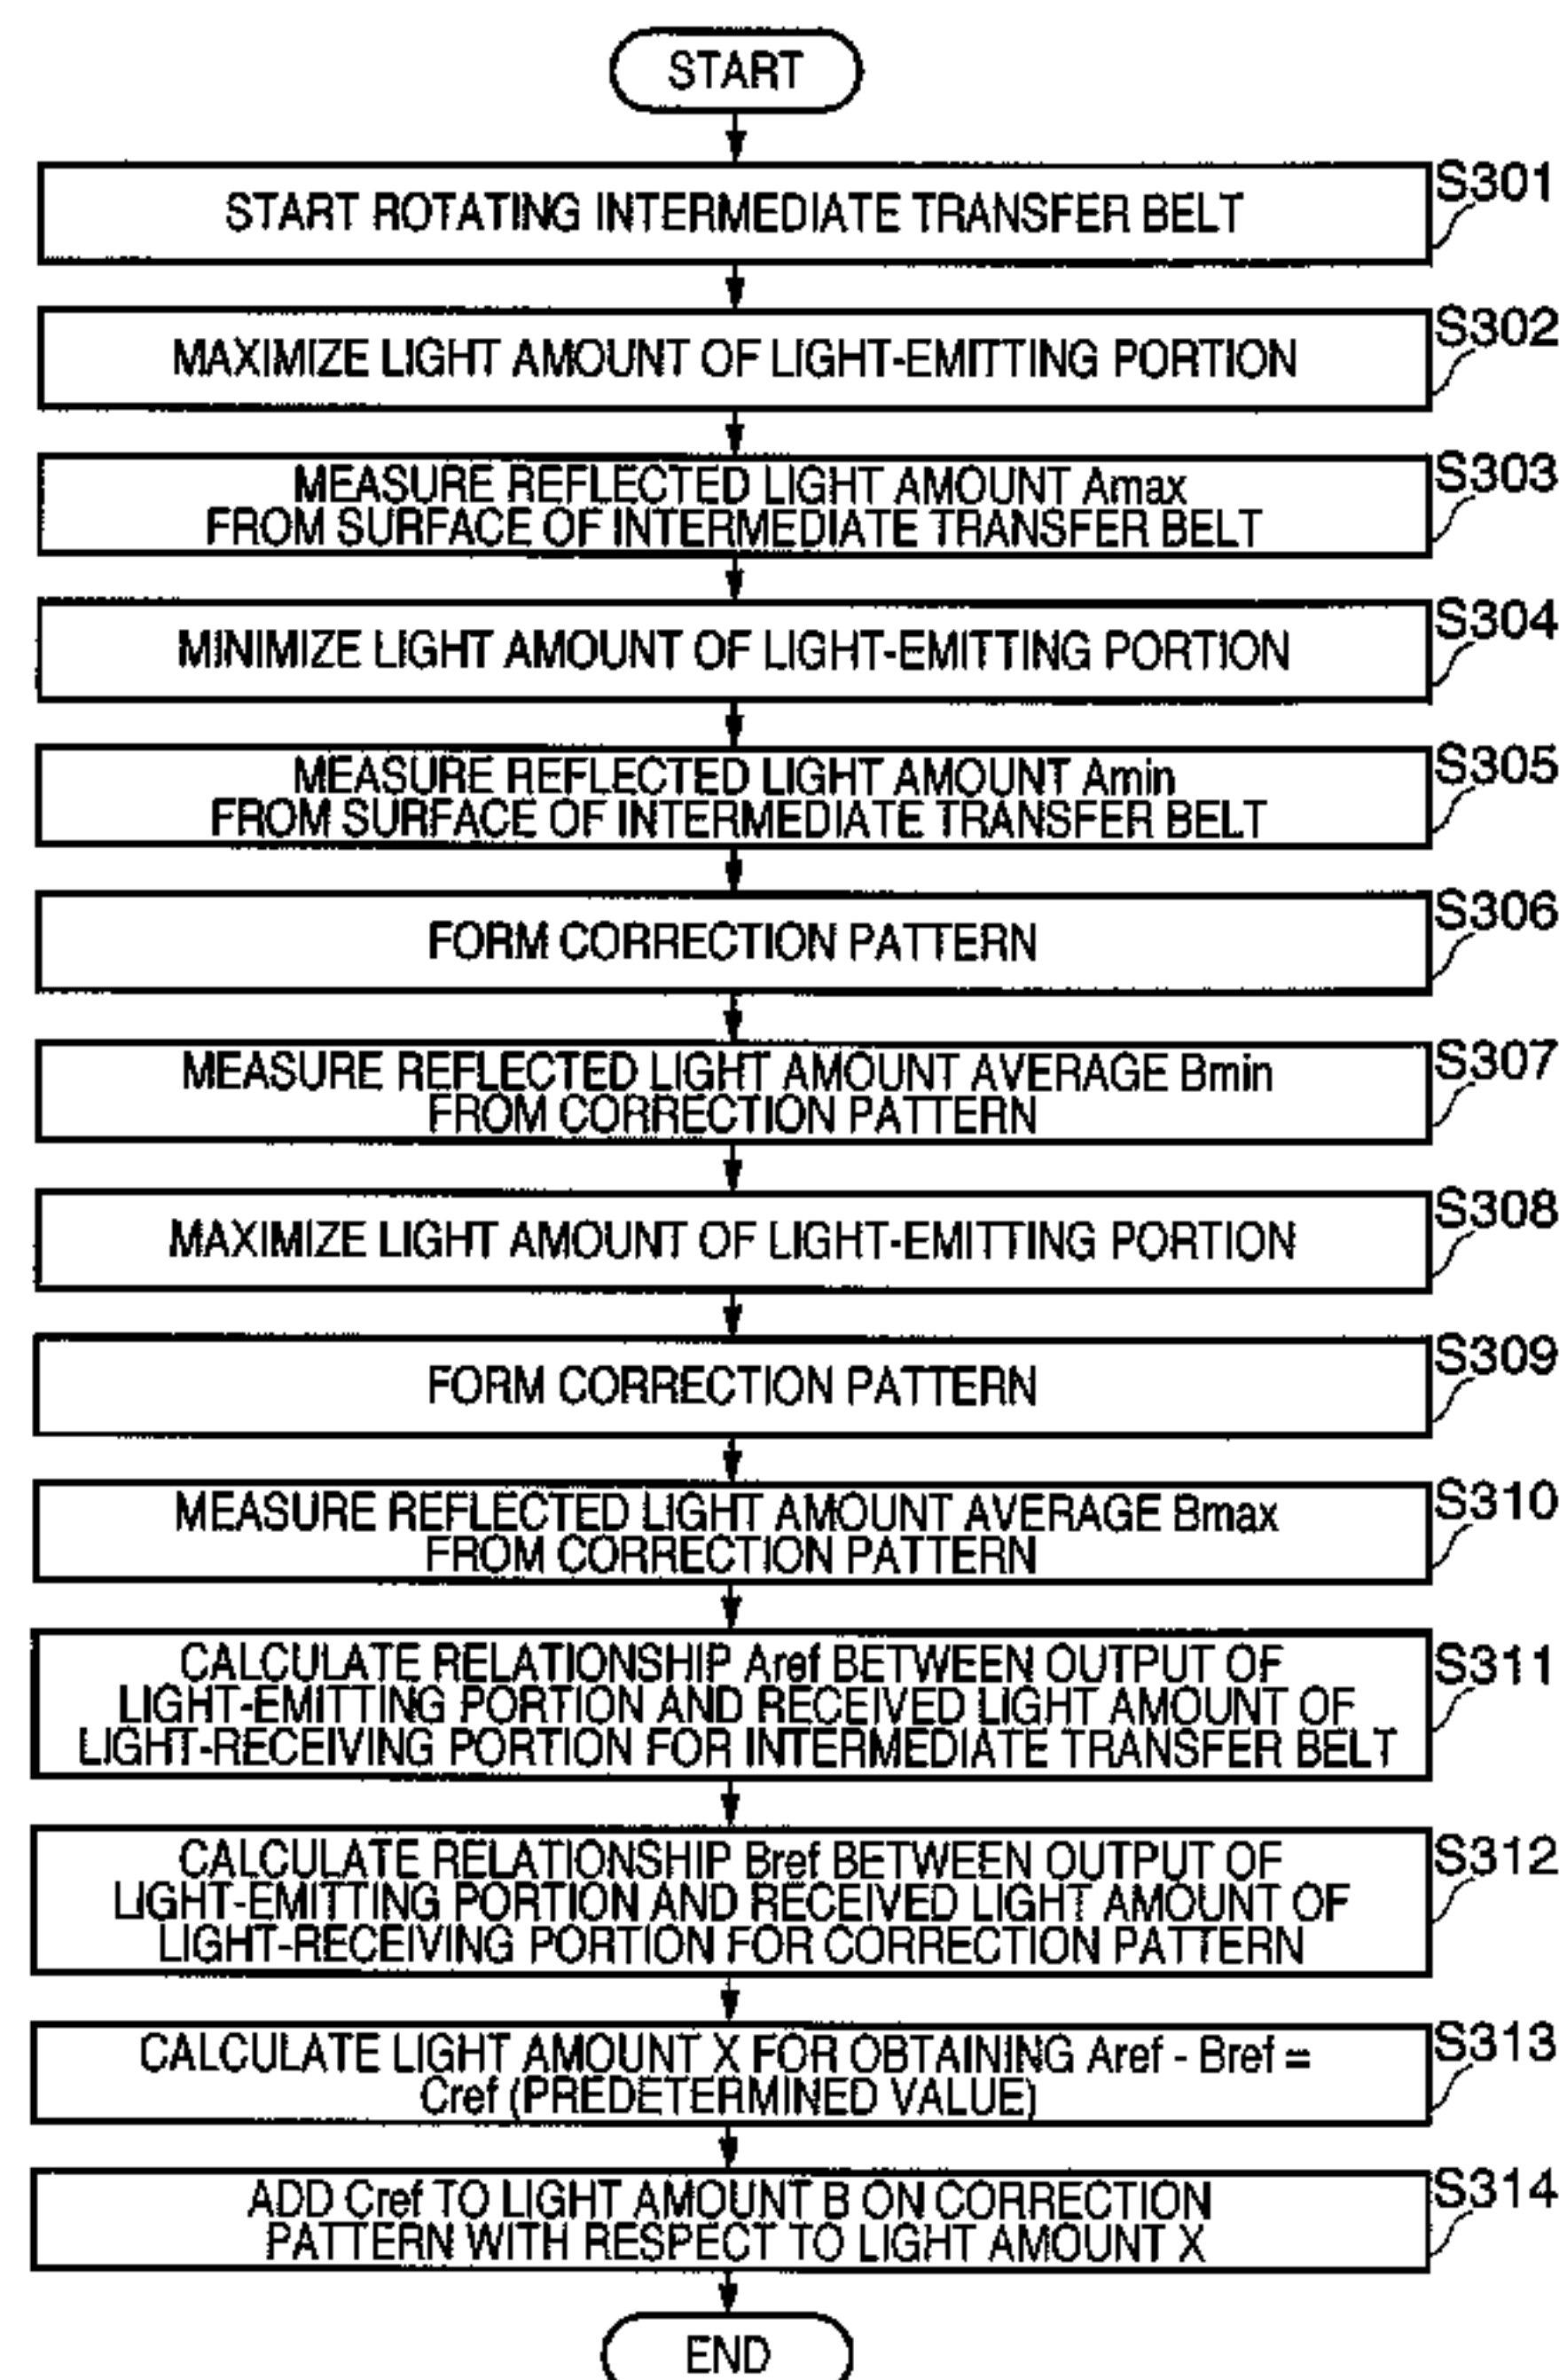 START
S301
START ROTATING INTERMEDIATE TRANSFER BELT
S302
MAXIMIZE LIGHT AMOUNT OF LIGHT-EMITTING PORTION
S303
MEASURE REFLECTED LIGHT AMOUNT Amax
FROM SURFACE OF INTERMEDIATE TRANSFER BELT
S304
MINIMIZE LIGHT AMOUNT OF LIGHT-EMITTING PORTION
S305
MEASURE REFLECTED LIGHT AMOUNT Amin
FROM SURFACE OF INTERMEDIATE TRANSFER BELT
S306
FORM CORRECTION PATTERN
S307
MEASURE REFLECTED LIGHT AMOUNT AVERAGE Bmin
FROM CORRECTION PATTERN
S308
MAXIMIZE LIGHT AMOUNT OF LIGHT-EMITTING PORTION
S309
FORM CORRECTION PATTERN
S310
MEASURE REFLECTED LIGHT AMOUNT AVERAGE Bmax
FROM CORRECTION PATTERN
S311
CALCULATE RELATIONSHIP Aref BETWEEN OUTPUT OF
LIGHT-EMITTING PORTION AND RECEIVED LIGHT AMOUNT OF
LIGHT-RECEIVING PORTION FOR INTERMEDIATE TRANSFER BELT
S312
CALCULATE RELATIONSHIP Bref BETWEEN OUTPUT OF
LIGHT-EMITTING PORTION AND RECEIVED LIGHT AMOUNT OF
LIGHT-RECEIVING PORTION FOR CORRECTION PATTERN
S313
CALCULATE LIGHT AMOUNT X FOR OBTAINING Aref - Bref =
Cref (PREDETERMINED VALUE)
S314
ADD Cref TO LIGHT AMOUNT B ON CORRECTION
PATTERN WITH RESPECT TO LIGHT AMOUNT X
END